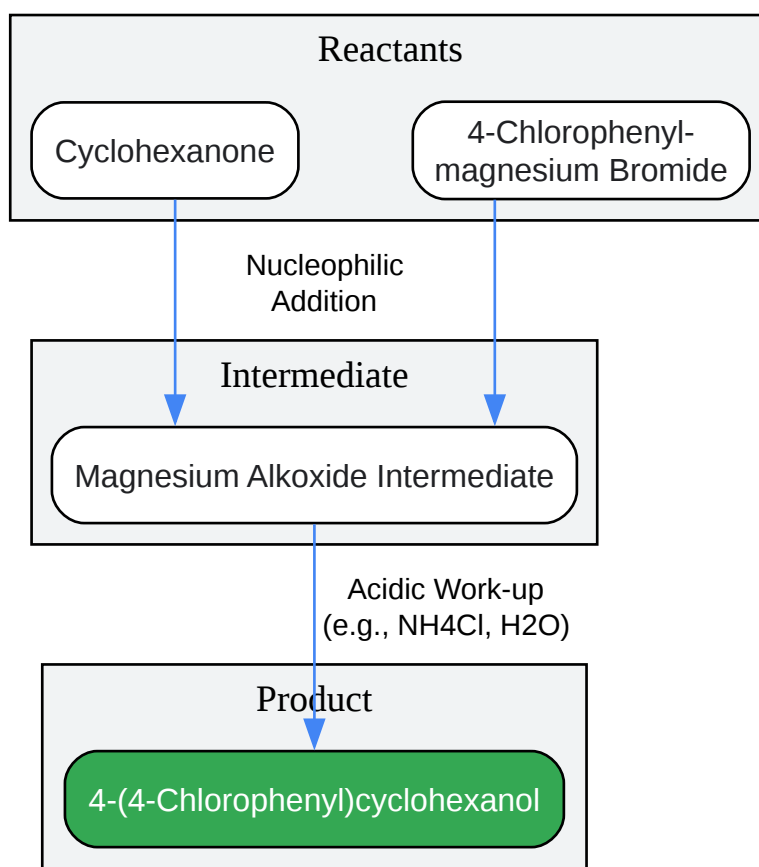 Reactants
Cyclohexanone
4-Chlorophenyl-
magnesium Bromide
Nucleophilic
Addition
Intermediate
Magnesium Alkoxide Intermediate
Acidic Work-up
(e.g., NH4Cl, H2O)
Product
4-(4-Chlorophenyl)cyclohexanol